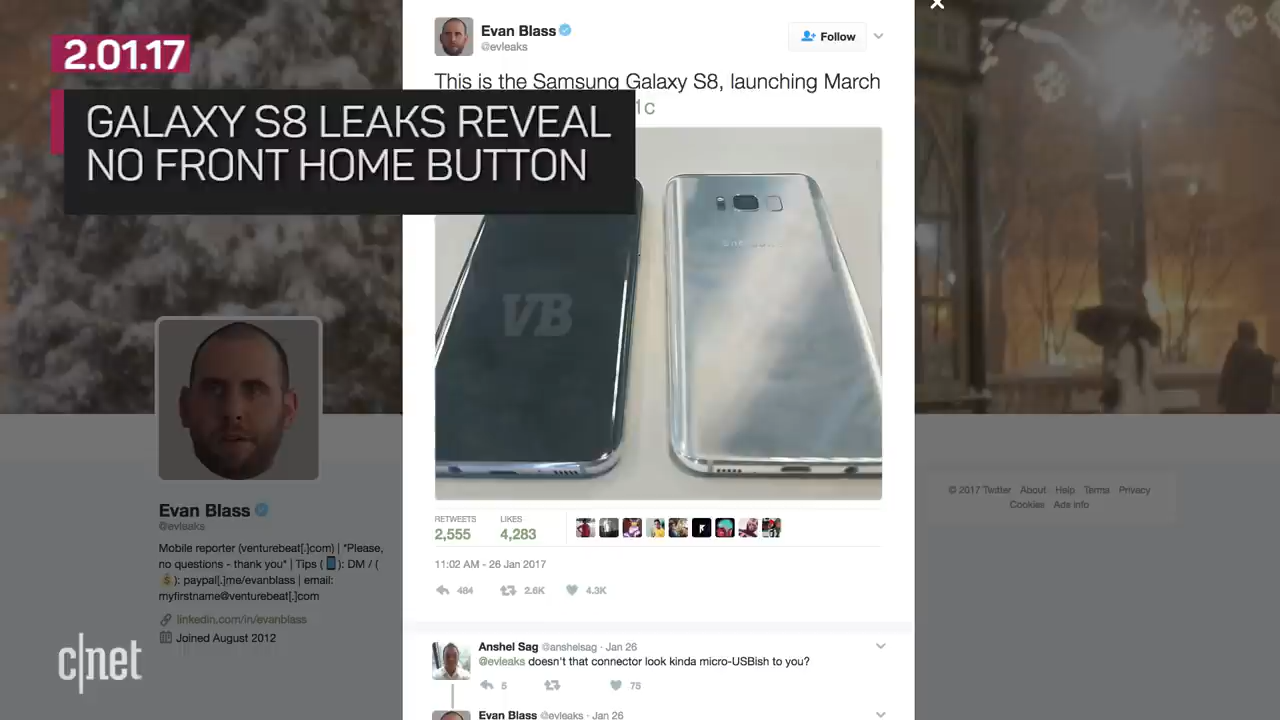 2.01.17
GALAXY S8 LEAKS REVEAL
NO FRONT HOME BUTTON
Evan Blass
@evleaks
Follow
This is the Samsung Galaxy S8, launching March
1c
VB
RETWEETS
2,555
LIKES
4,283
11:02 AM - 26 Jan 2017
484
2.6K
4.3K
Anshel Sag @anshelsag · Jan 26
@evleaks doesn't that connector look kinda micro-USBish to you?
5
75
Evan Blass @evleaks · Jan 26
Evan Blass
@evleaks
Mobile reporter (venturebeat[.]com) | "Please,
no questions - thank you" | Tips (📱): DM / (
💰): paypal[.]me/evanblass | email:
myfirstname@venturebeat[.]com
linkedin.com/in/evanblass
Joined August 2012
© 2017 Twitter About Help Terms Privacy
Cookies Ads info
c|net